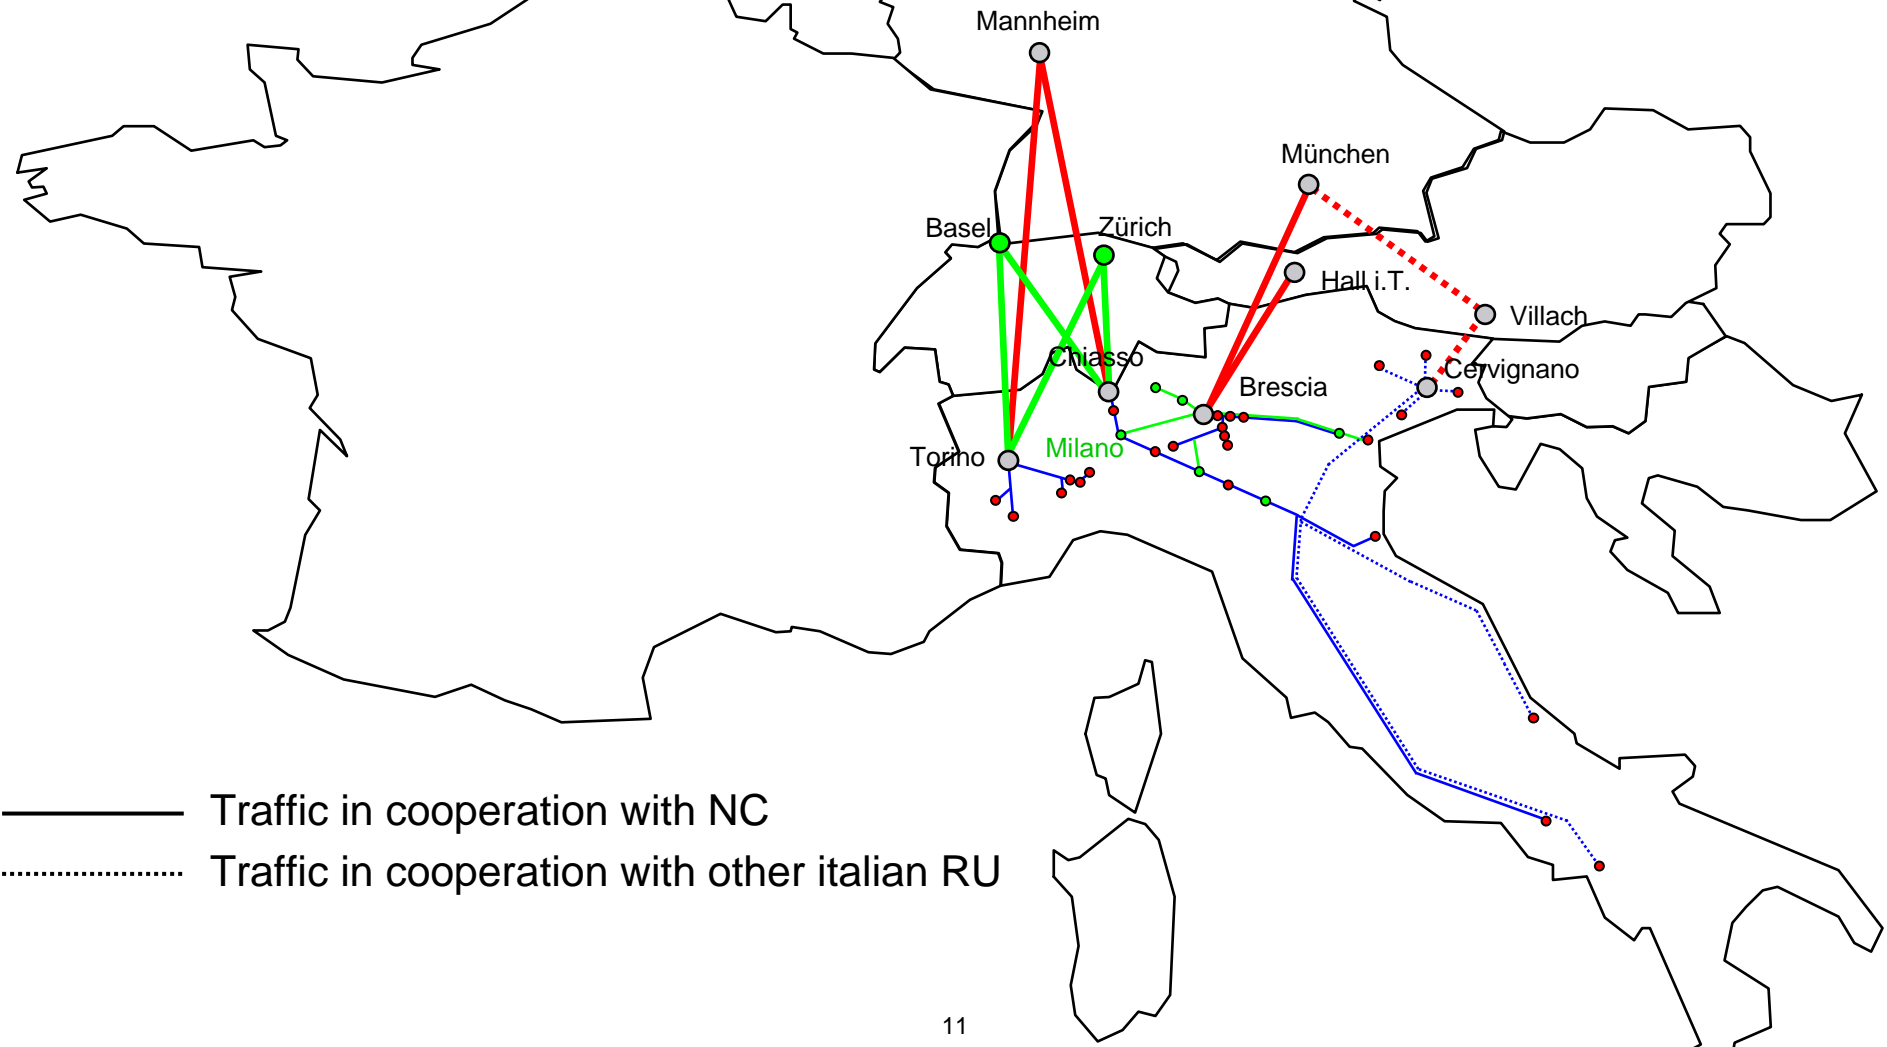 Mannheim
München
Basel
Zürich
Hall i.T.
Villach
Chiasso
Cervignano
Brescia
Milano
Torino
Traffic in cooperation with NC
Traffic in cooperation with other italian RU
11